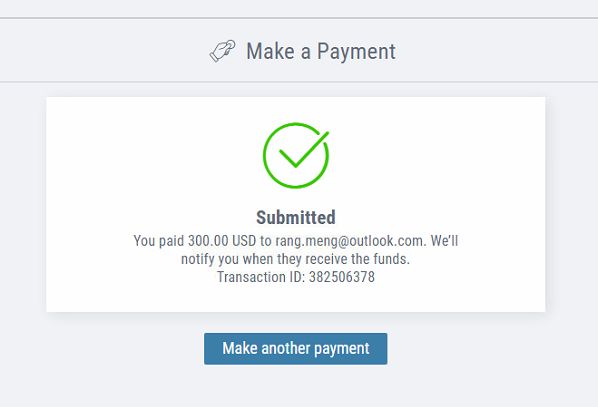 Make a Payment
Submitted
You paid 300.00 USD to rang.meng@outlook.com. We'll
notify you when they receive the funds.
Transaction ID: 382506378
Make another payment